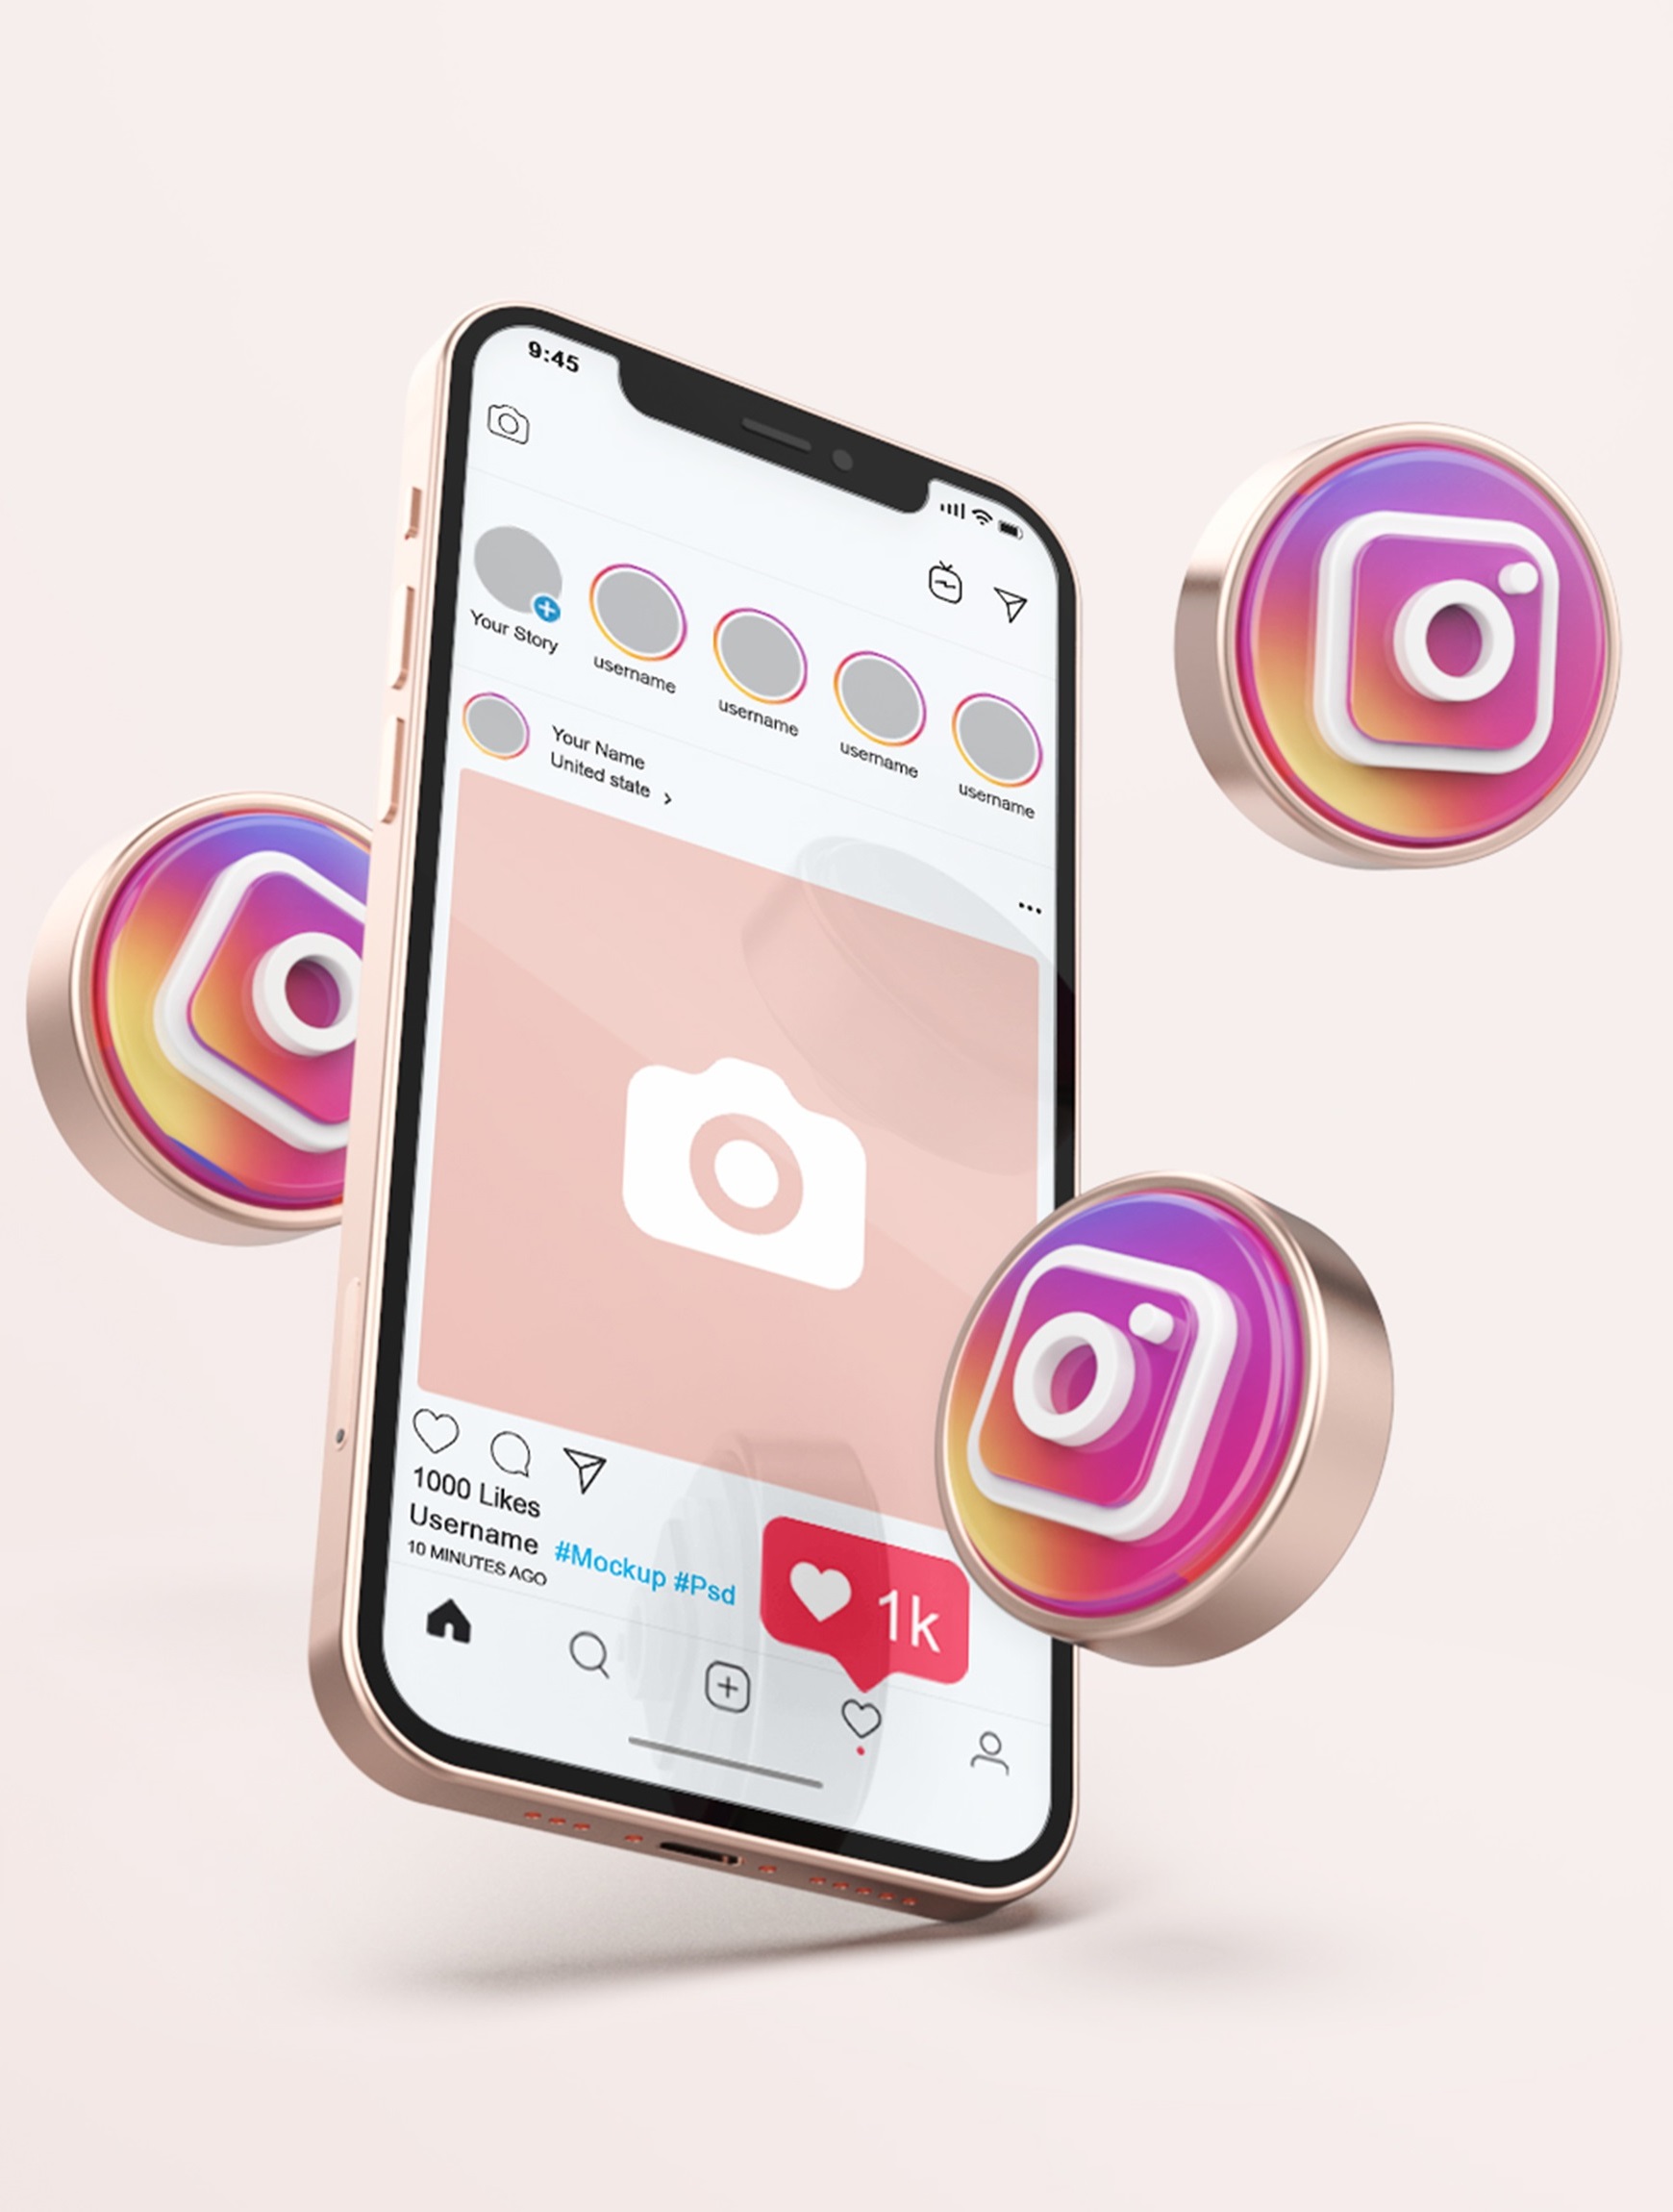 9:45
Your Story
username
username
username
username
Your Name
United state
1000 Likes
Username #Mockup #Psd
10 MINUTES AGO
1k